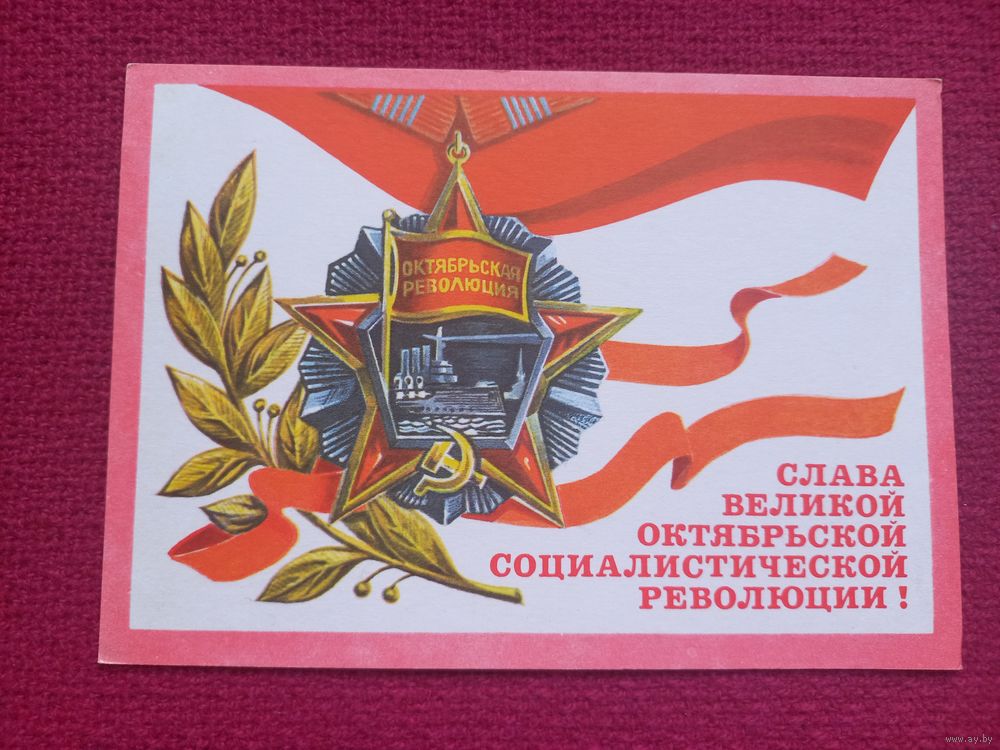 ОКТЯБРЬСКАЯ
РЕВОЛЮЦИЯ
СЛАВА
ВЕЛИКОЙ
ОКТЯБРЬСКОЙ
СОЦИАЛИСТИЧЕСКОЙ
РЕВОЛЮЦИИ!
www.ay.by